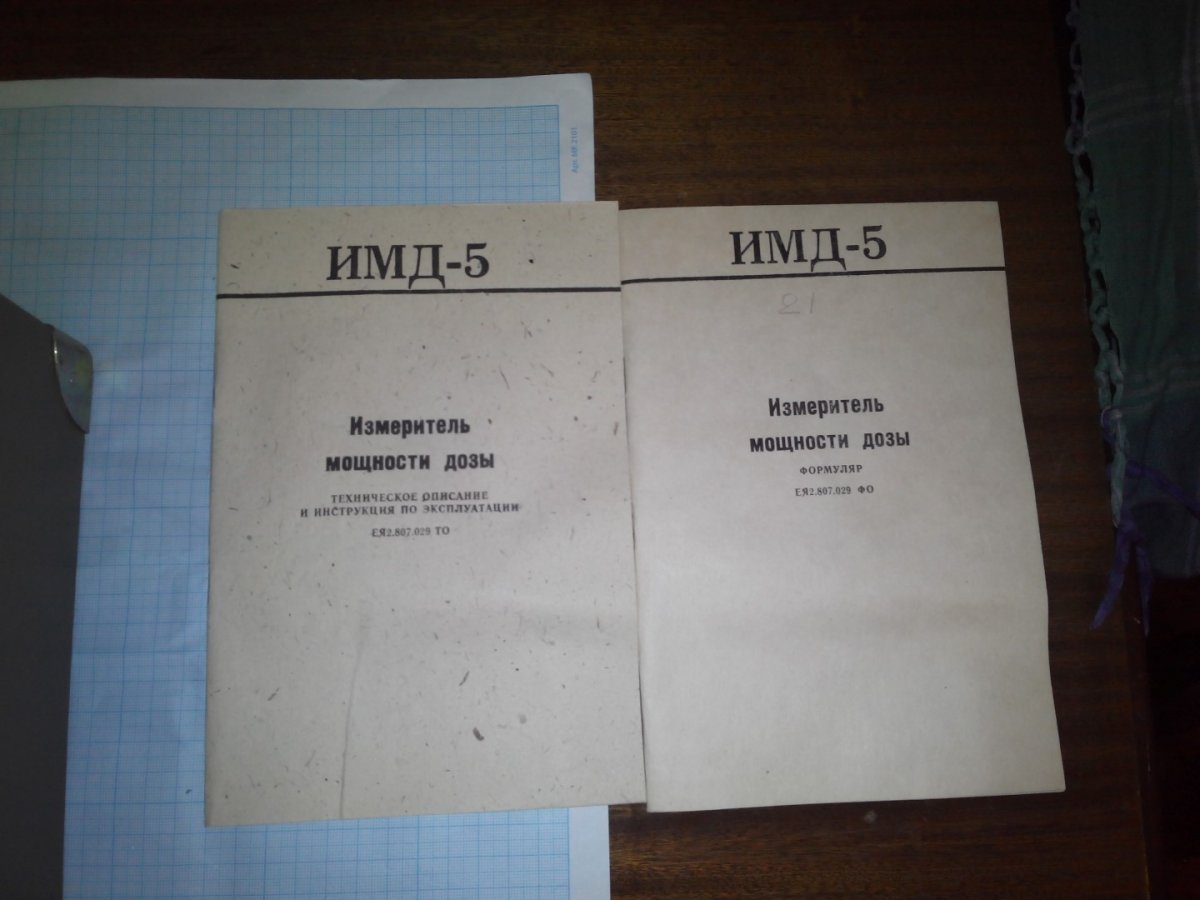 ИМД-5
Измеритель
мощности дозы
ТЕХНИЧЕСКОЕ ОПИСАНИЕ
И ИНСТРУКЦИЯ ПО ЭКСПЛУАТАЦИИ
ЕЯ2.807.029 ТО
ИМД-5
21
Измеритель
мощности дозы
ФОРМУЛЯР
ЕЯ2.807.029 ФО